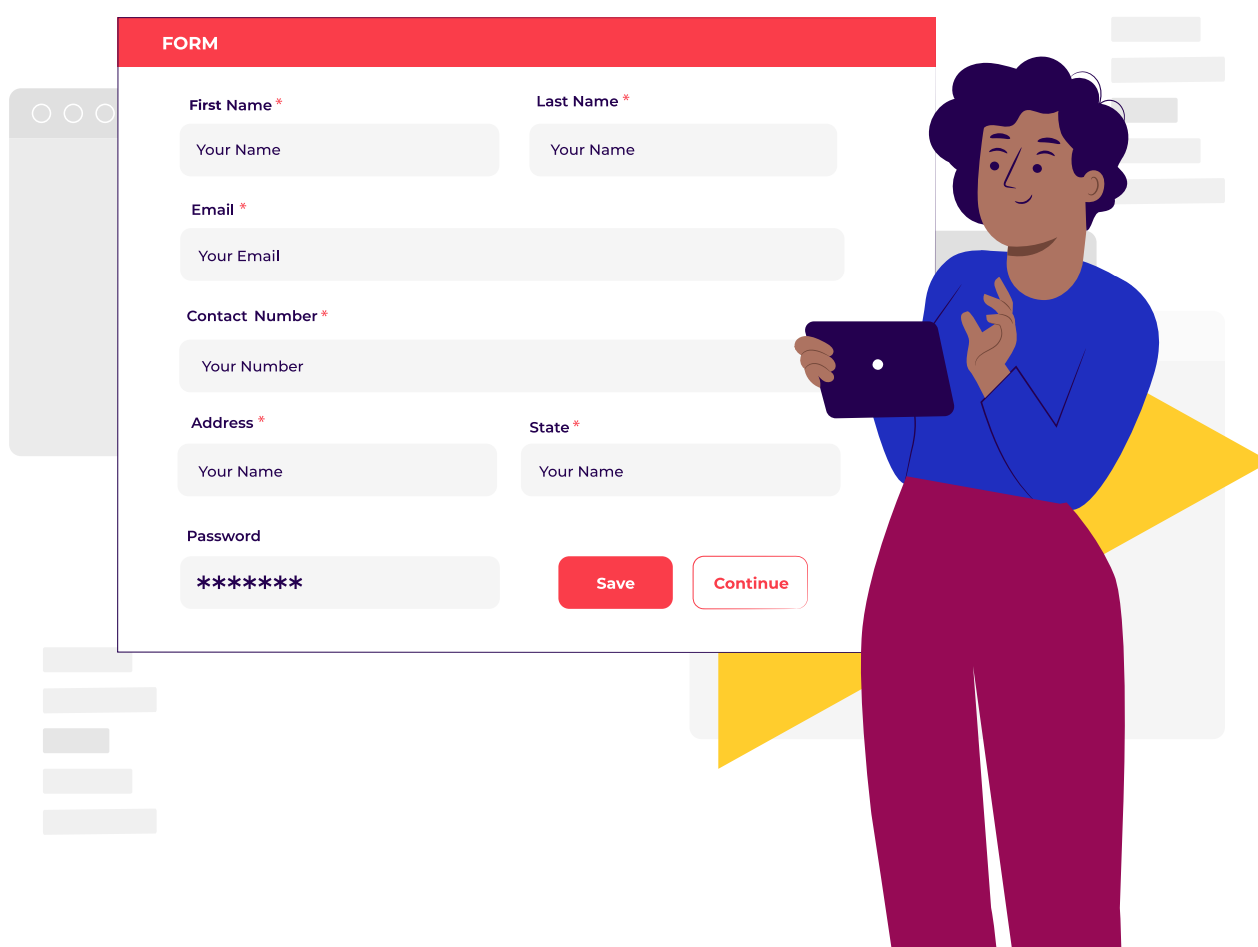 FORM
First Name * Last Name *
Your Name Your Name
Email *
Your Email
Contact Number *
Your Number
Address * State *
Your Name Your Name
Password
*******
Save Continue